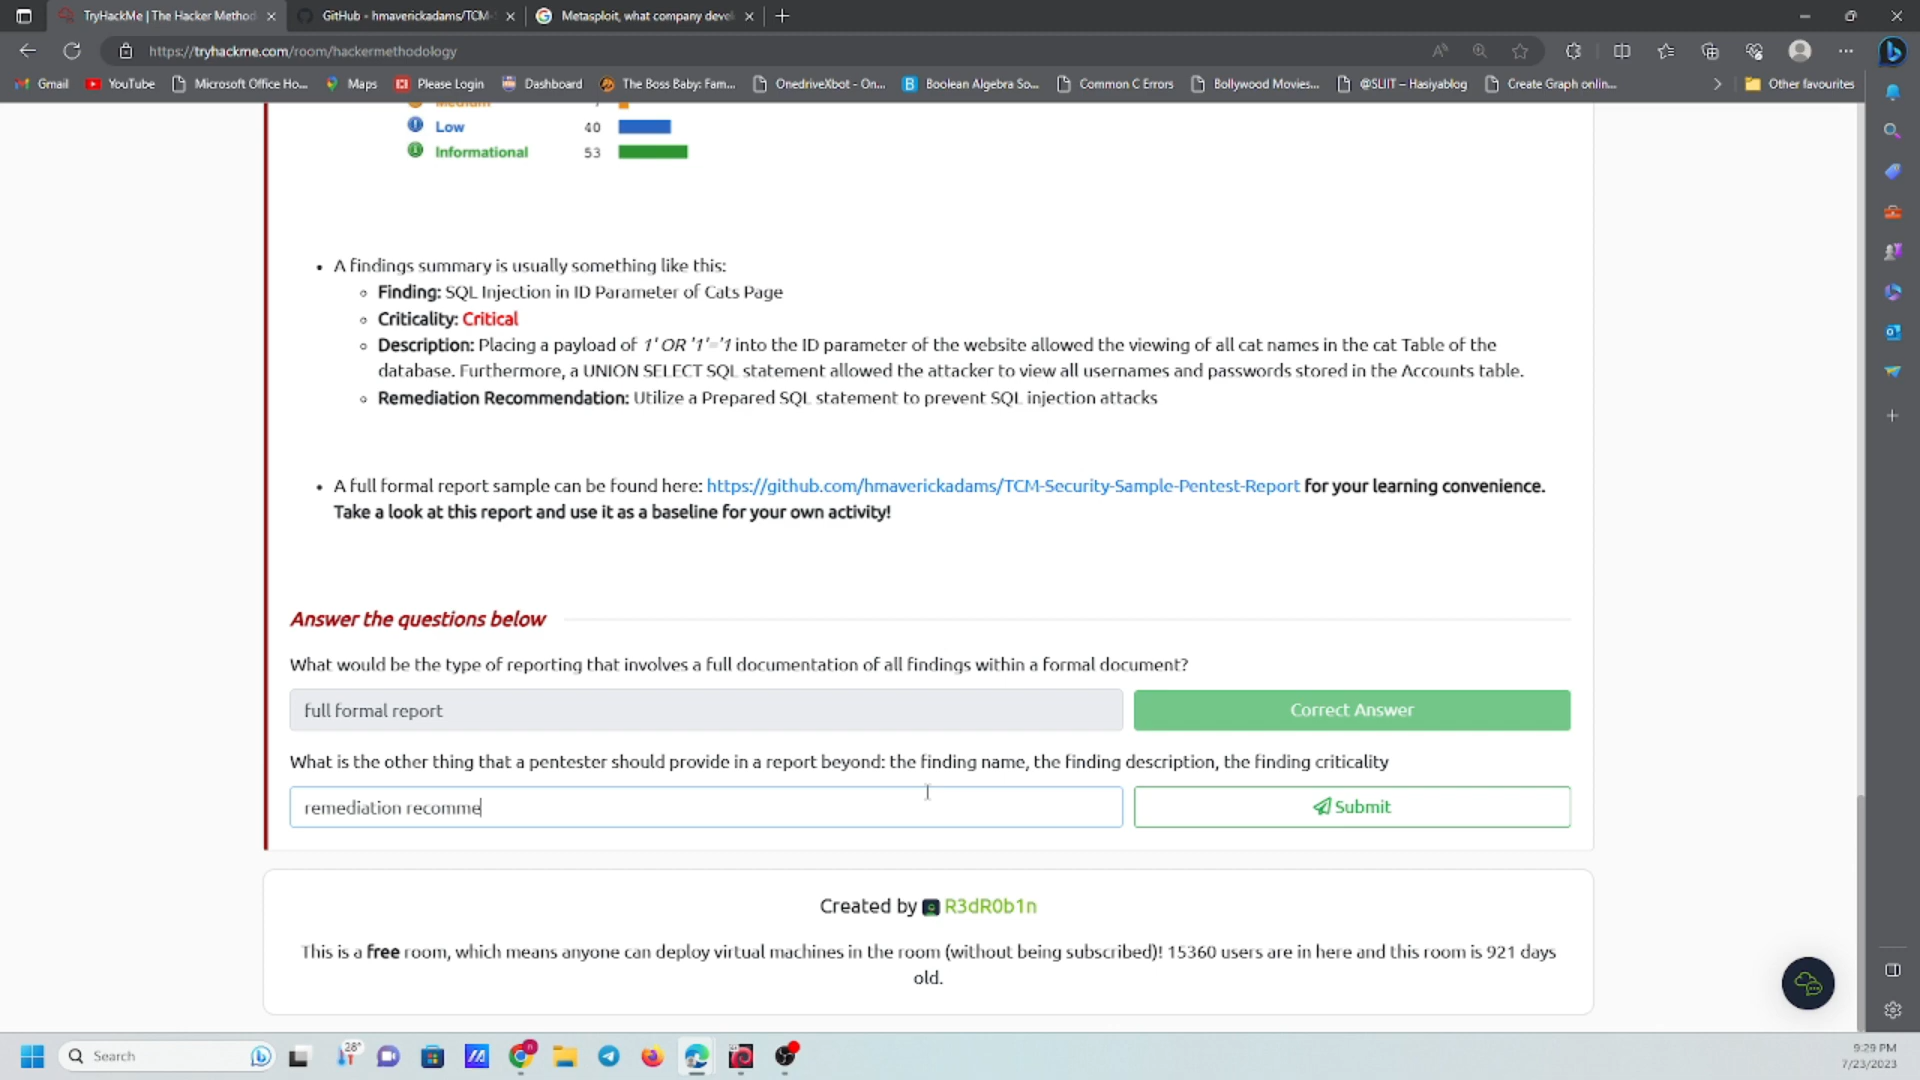 TryHackMe | The Hacker Method
GitHub - hmaverickadams/TCM-
Metasploit, what company deve
https://tryhackme.com/room/hackermethodology
Gmail
YouTube
Microsoft Office Ho...
Maps
Please Login
Dashboard
The Boss Baby: Fam...
OnedriveXbot - On...
Boolean Algebra So...
Common C Errors
Bollywood Movies...
@SLIIT – Hasiyablog
Create Graph onlin...
Other favourites
Medium 7
Low 40
Informational 53
A findings summary is usually something like this:
Finding: SQL Injection in ID Parameter of Cats Page
Criticality: Critical
Description: Placing a payload of 1' OR '1'='1 into the ID parameter of the website allowed the viewing of all cat names in the cat Table of the
database. Furthermore, a UNION SELECT SQL statement allowed the attacker to view all usernames and passwords stored in the Accounts table.
Remediation Recommendation: Utilize a Prepared SQL statement to prevent SQL injection attacks
A full formal report sample can be found here: https://github.com/hmaverickadams/TCM-Security-Sample-Pentest-Report for your learning convenience.
Take a look at this report and use it as a baseline for your own activity!
Answer the questions below
What would be the type of reporting that involves a full documentation of all findings within a formal document?
full formal report
Correct Answer
What is the other thing that a pentester should provide in a report beyond: the finding name, the finding description, the finding criticality
remediation recomme
Submit
Created by R3dR0b1n
This is a free room, which means anyone can deploy virtual machines in the room (without being subscribed)! 15360 users are in here and this room is 921 days
old.
Search
28°
9:29 PM
7/23/2023